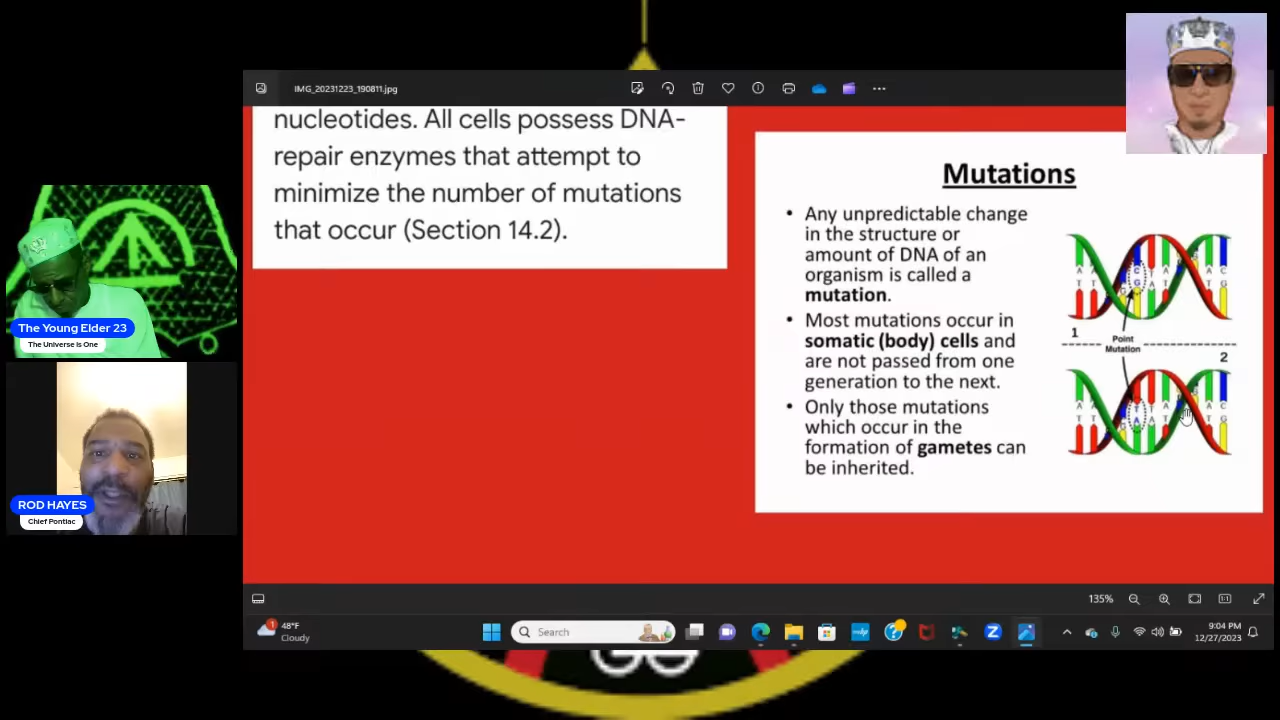 IMG_20231223_190811.jpg
nucleotides. All cells possess DNA-
repair enzymes that attempt to
minimize the number of mutations
that occur (Section 14.2).
Mutations
• Any unpredictable change
in the structure or
amount of DNA of an
organism is called a
mutation.
• Most mutations occur in
somatic (body) cells and
are not passed from one
generation to the next.
• Only those mutations
which occur in the
formation of gametes can
be inherited.
1
Point
Mutation
2
The Young Elder 23
The Universe is One
ROD HAYES
Chief Pontiac
135%
1
48°F
Cloudy
Search
9:04 PM
12/27/2023